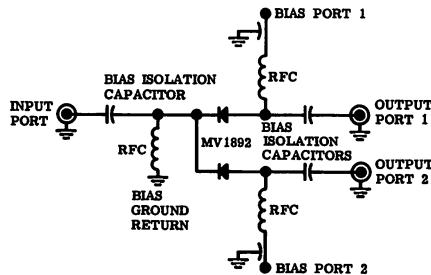 BIAS PORT 1
RFC
BIAS ISOLATION
CAPACITOR
INPUT
PORT
OUTPUT
PORT 1
RFC
MV1892
BIAS
ISOLATION
CAPACITORS
OUTPUT
PORT 2
BIAS
GROUND
RETURN
RFC
BIAS PORT 2